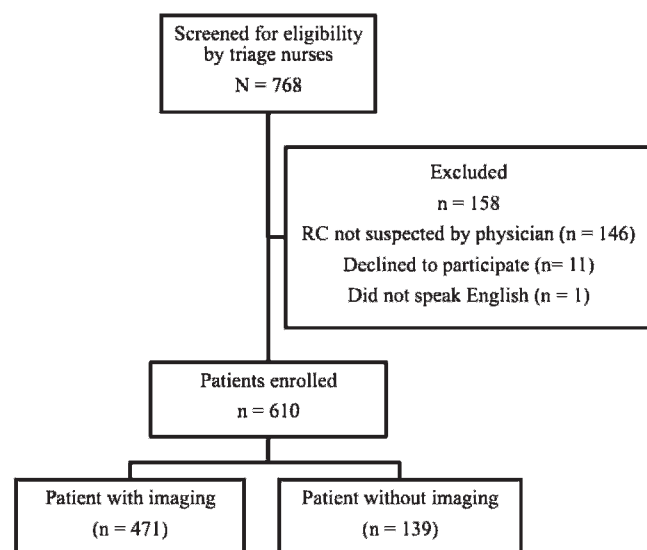 Screened for eligibility
by triage nurses
N = 768
Excluded
n = 158
RC not suspected by physician (n = 146)
Declined to participate (n= 11)
Did not speak English (n = 1)
Patients enrolled
n = 610
Patient with imaging
(n = 471)
Patient without imaging
(n = 139)